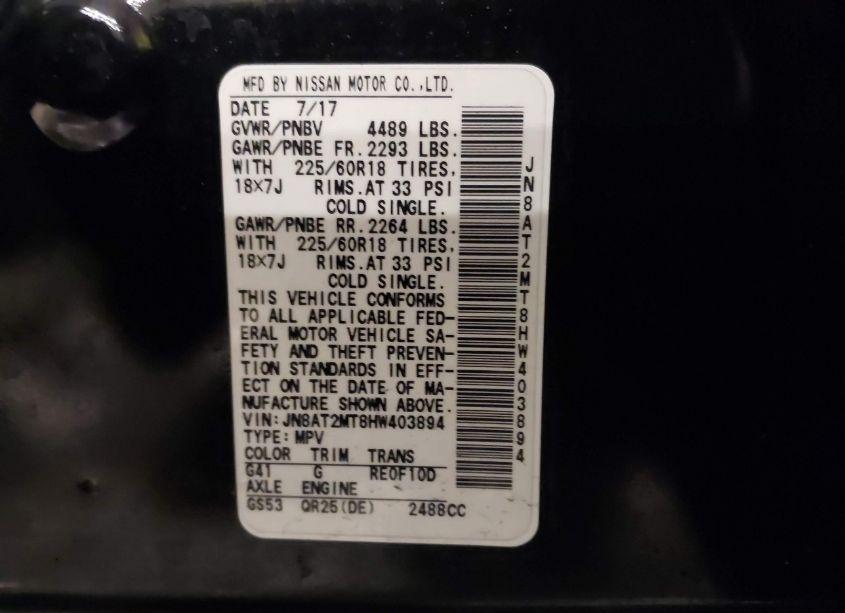 MFD BY NISSAN MOTOR CO.,LTD.
DATE 7/17
GVWR/PNBV 4489 LBS.
GAWR/PNBE FR. 2293 LBS.
WITH 225/60R18 TIRES,
18×7J RIMS. AT 33 PSI
COLD SINGLE.
GAWR/PNBE RR. 2264 LBS.
WITH 225/60R18 TIRES,
18×7J RIMS. AT 33 PSI
COLD SINGLE.
THIS VEHICLE CONFORMS
TO ALL APPLICABLE FED-
ERAL MOTOR VEHICLE SA-
FETY AND THEFT PREVEN-
TION STANDARDS IN EFF-
ECT ON THE DATE OF MA-
NUFACTURE SHOWN ABOVE.
VIN: JN8AT2MT8HW403894
TYPE: MPV
COLOR TRIM TRANS
G41 G RE0F10D
AXLE ENGINE
GS53 QR25(DE) 2488CC
JN8AT2MT8HW403894